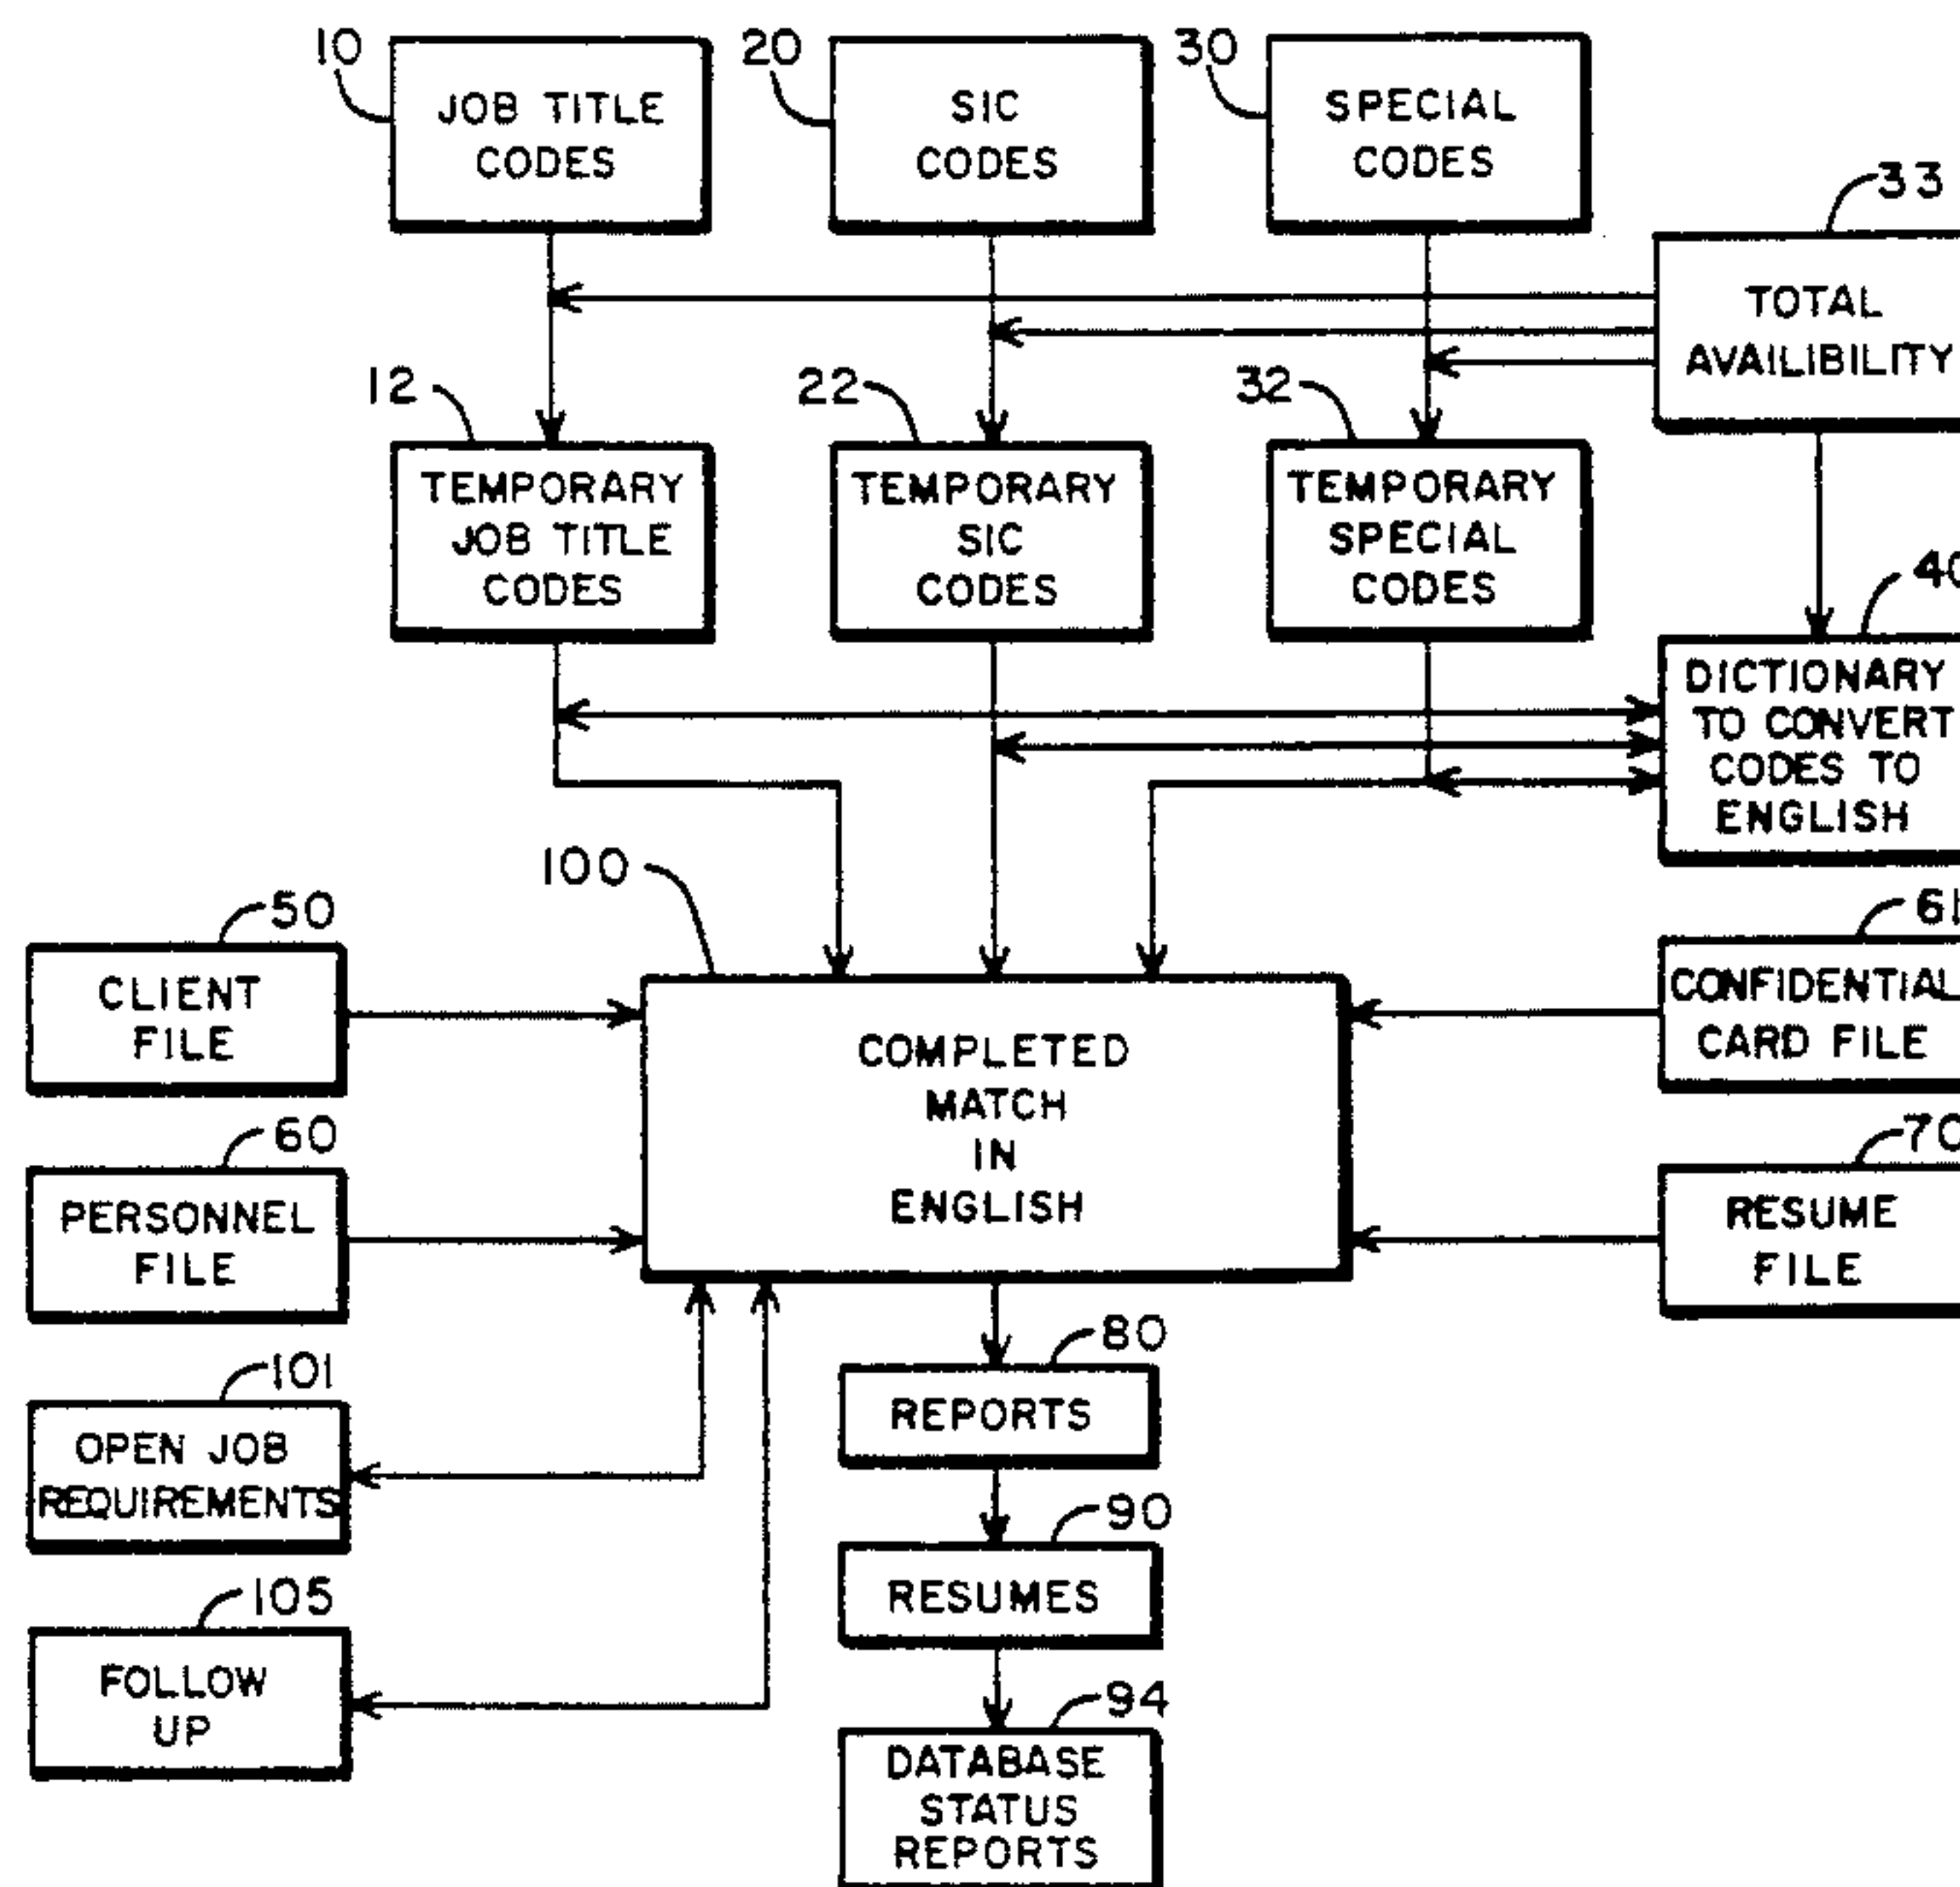 10
JOB TITLE
CODES
20
SIC
CODES
30
SPECIAL
CODES
33
TOTAL
AVAILIBILITY
12
TEMPORARY
JOB TITLE
CODES
22
TEMPORARY
SIC
CODES
32
TEMPORARY
SPECIAL
CODES
40
DICTIONARY
TO CONVERT
CODES TO
ENGLISH
100
50
CLIENT
FILE
COMPLETED
MATCH
IN
ENGLISH
CONFIDENTIAL
CARD FILE
60
PERSONNEL
FILE
70
RESUME
FILE
101
OPEN JOB
REQUIREMENTS
80
REPORTS
90
RESUMES
105
FOLLOW
UP
94
DATABASE
STATUS
REPORTS